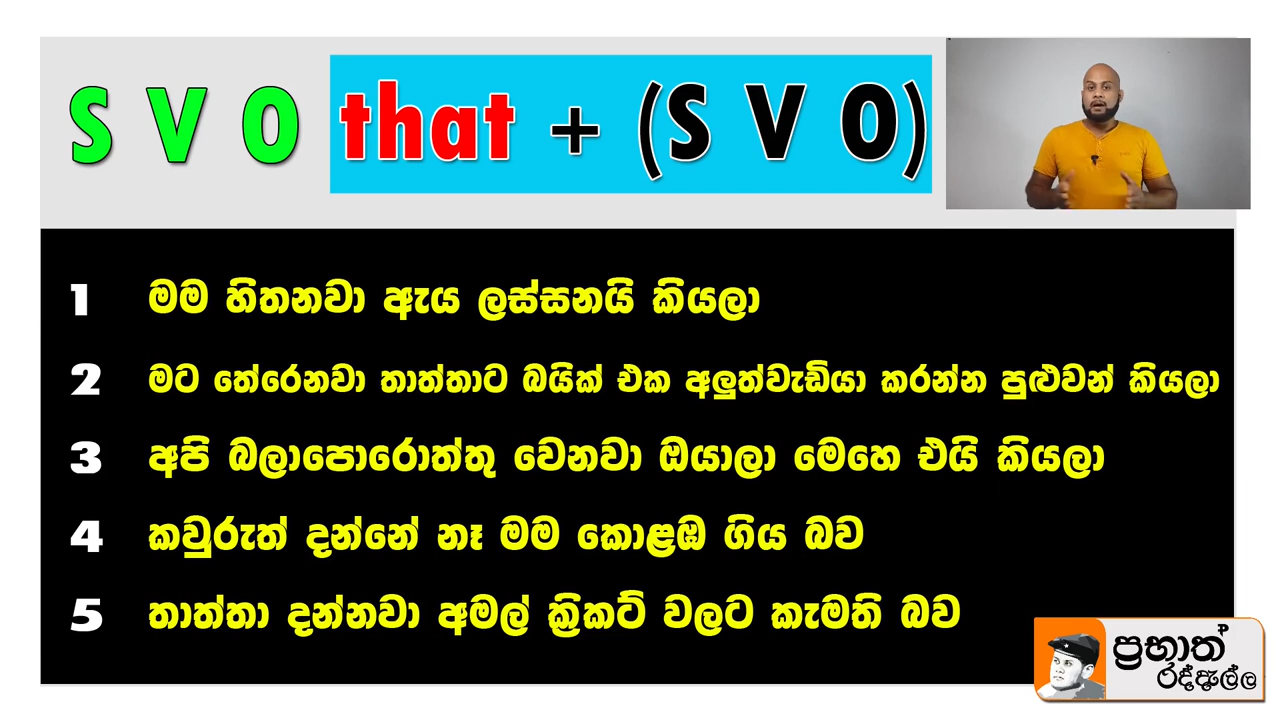 S V O that + (S V O)
1 මම හිතනවා ඇය ලස්සනයි කියලා
2 මට තේරෙනවා තාත්තාට බයික් එක අලුත්වැඩියා කරන්න පුළුවන් කියලා
3 අපි බලාපොරොත්තු වෙනවා ඔයාලා මෙහෙ එයි කියලා
4 කවුරුත් දන්නේ නෑ මම කොළඹ ගිය බව
5 තාත්තා දන්නවා අමල් ක්‍රිකට් වලට කැමති බව
ප්‍රභාත්
රද්දැල්ල